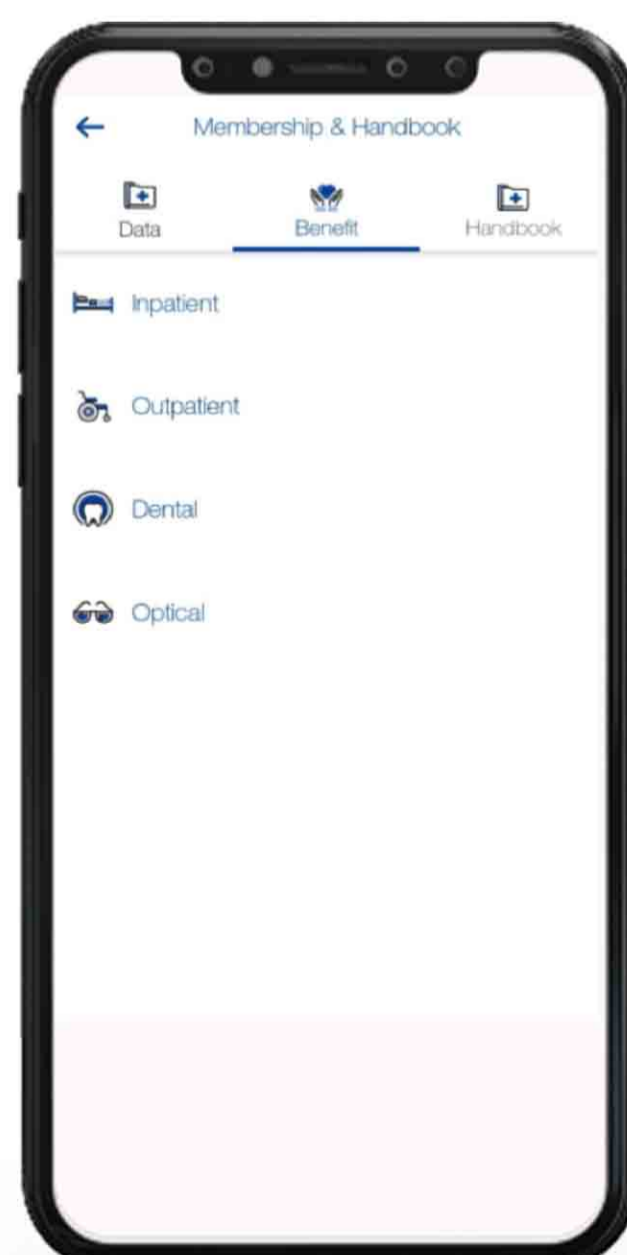 Membership & Handbook
Data
Benefit
Handbook
Inpatient
Outpatient
Dental
Optical